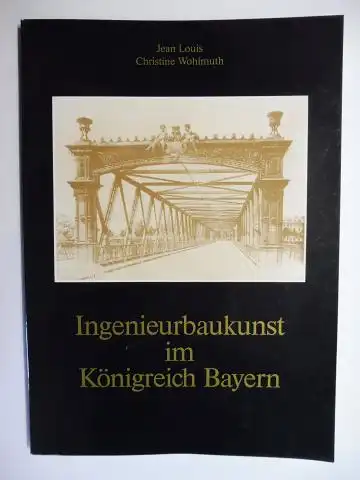 Jean Louis
Christine Wohlmuth
Ingenieurbaukunst
im
Königreich Bayern